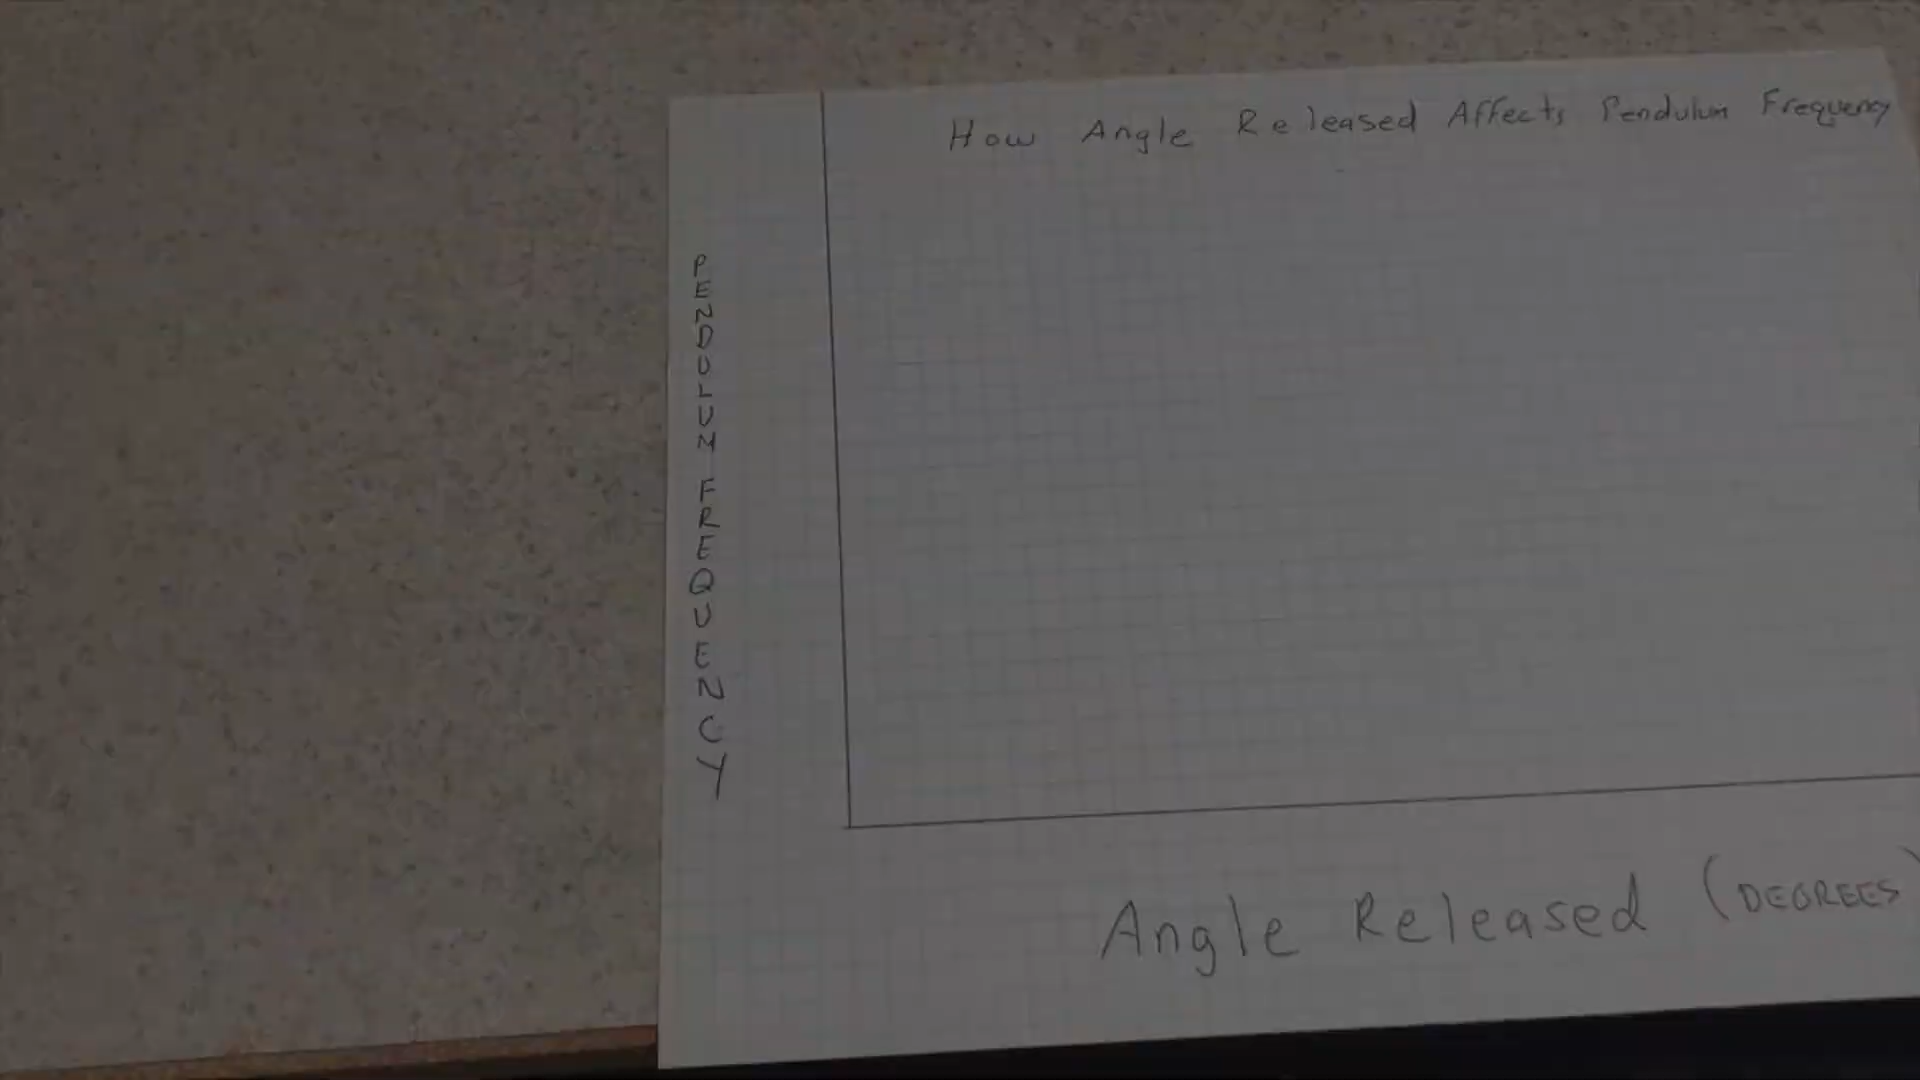 How Angle Released Affects Pendulum Frequency
PENDULUM FREQUENCY
Angle Released (DEGREES)